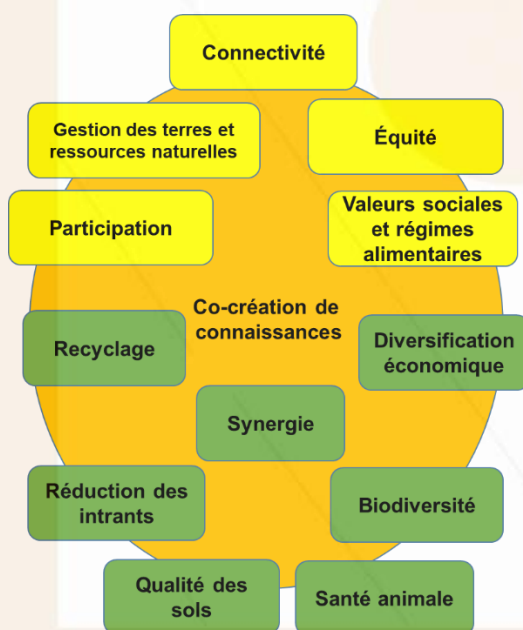 Connectivité
Gestion des terres et
ressources naturelles
Équité
Participation
Valeurs sociales
et régimes
alimentaires
Co-création de
connaissances
Recyclage
Diversification
économique
Synergie
Réduction des
intrants
Biodiversité
Qualité des
sols
Santé animale